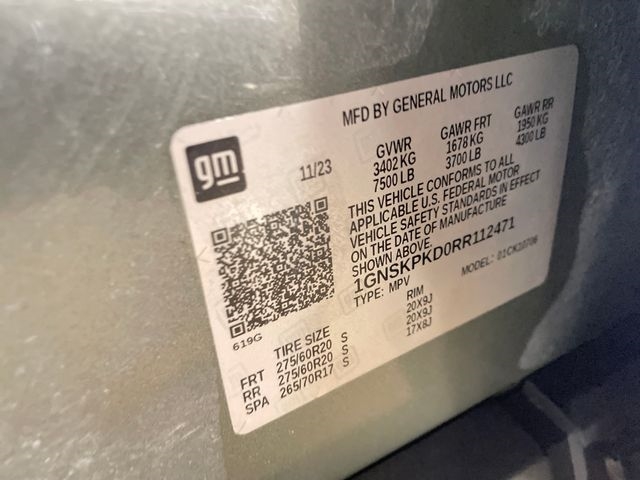 MFD BY GENERAL MOTORS LLC
gm
11/23
GVWR GAWR FRT GAWR RR
3402 KG 1678 KG 1950 KG
7500 LB 3700 LB 4300 LB
THIS VEHICLE CONFORMS TO ALL
APPLICABLE U.S. FEDERAL MOTOR
VEHICLE SAFETY STANDARDS IN EFFECT
ON THE DATE OF MANUFACTURE
SHOWN ABOVE.
1GNSKPKD0RR112471
TYPE: MPV MODEL: 01CK10706
619G
TIRE SIZE RIM
FRT 275/60R20 S 20X9J
RR 275/60R20 S 20X9J
SPA 265/70R17 S 17X8J